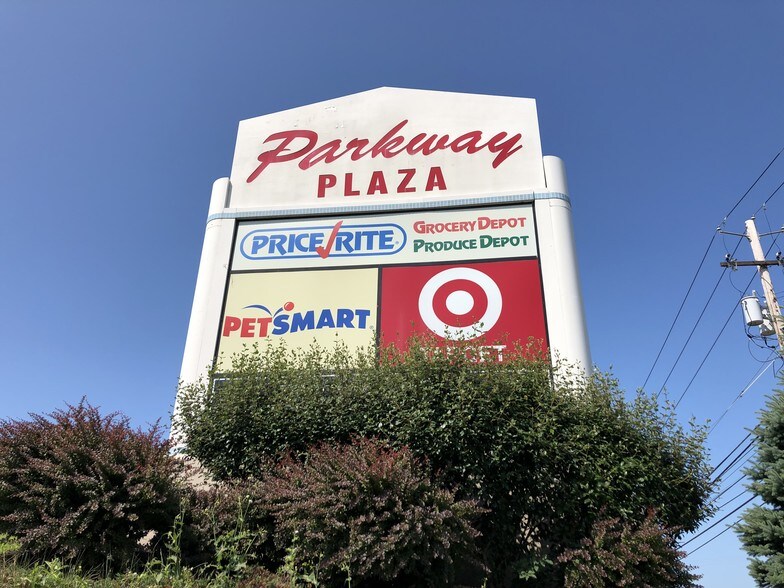 Parkway
PLAZA
PRICE RITE
GROCERY DEPOT
PRODUCE DEPOT
PETSMART